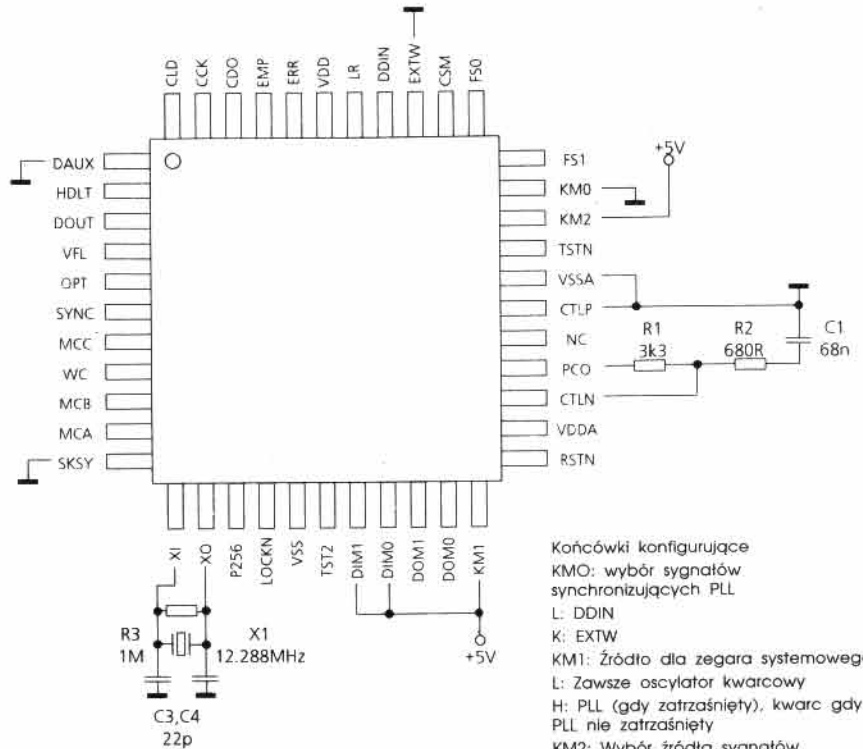 CLD CCK CDO EMP ERR VDD LR DDIN EXTW CSM FS0
DAUX
HDLT
DOUT
VFL
OPT
SYNC
MCC
WC
MCB
MCA
SKSY
FS1
KM0
KM2
TSTN
VSSA
CTLP
NC
PCO
CTLN
VDDA
RSTN
+5V
R1
3k3
R2
680R
C1
68n
XI XO P256 LOCKN VSS TST2 DIM1 DIM0 DOM1 DOM0 KM1
R3
1M
X1
12.288MHz
C3,C4
22p
+5V
Końcówki konfigurujące
KMO: wybór sygnałów
synchronizujących PLL
L: DDIN
K: EXTW
KM1: Źródło dla zegara systemowego
L: Zawsze oscylator kwarcowy
H: PLL (gdy zatrzaśnięty), kwarc gdy
PLL nie zatrzaśnięty
KM2: Wybór źródła sygnałów